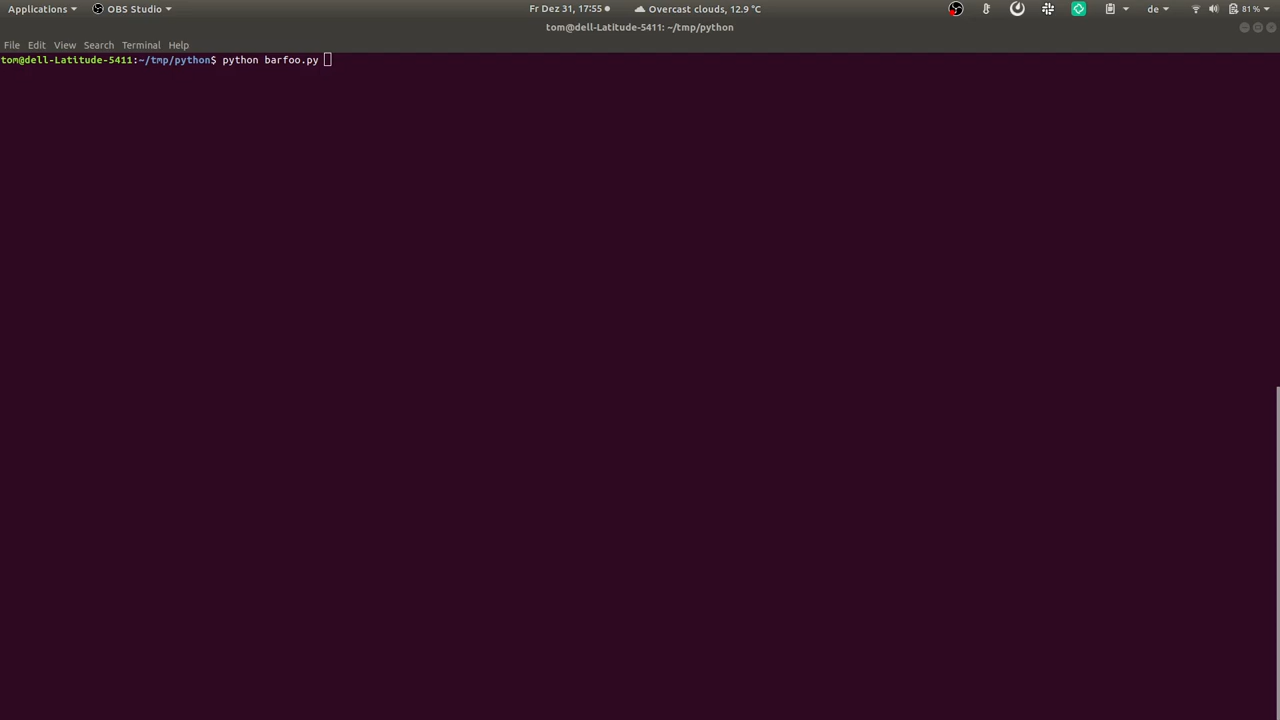 Applications OBS Studio Fr Dez 31, 17:55 Overcast clouds, 12.9 °C de 81 %
tom@dell-Latitude-5411: ~/tmp/python
File Edit View Search Terminal Help
tom@dell-Latitude-5411:~/tmp/python$ python barfoo.py